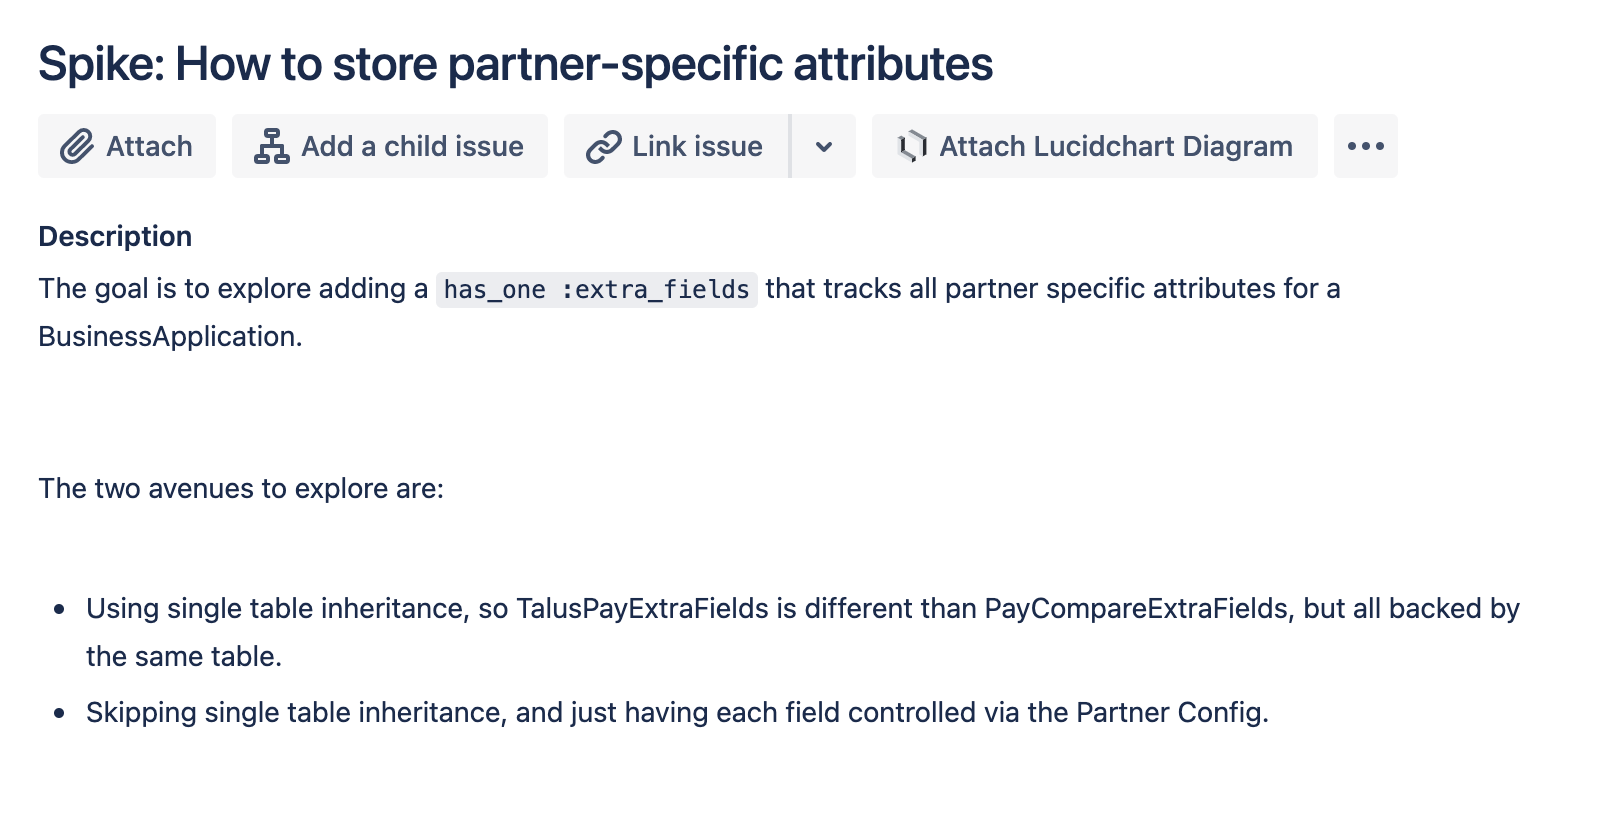 Spike: How to store partner-specific attributes
Attach
Add a child issue
Link issue
Attach Lucidchart Diagram
Description
The goal is to explore adding a has_one :extra_fields that tracks all partner specific attributes for a
BusinessApplication.
The two avenues to explore are:
• Using single table inheritance, so TalusPayExtraFields is different than PayCompareExtraFields, but all backed by
the same table.
• Skipping single table inheritance, and just having each field controlled via the Partner Config.